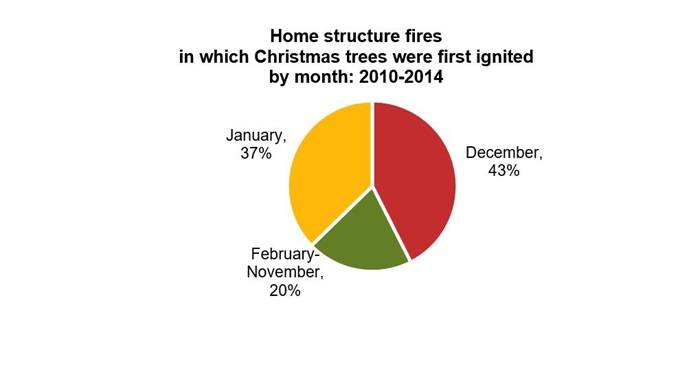 Home structure fires
in which Christmas trees were first ignited
by month: 2010-2014
January,
37%
December,
43%
February-
November,
20%